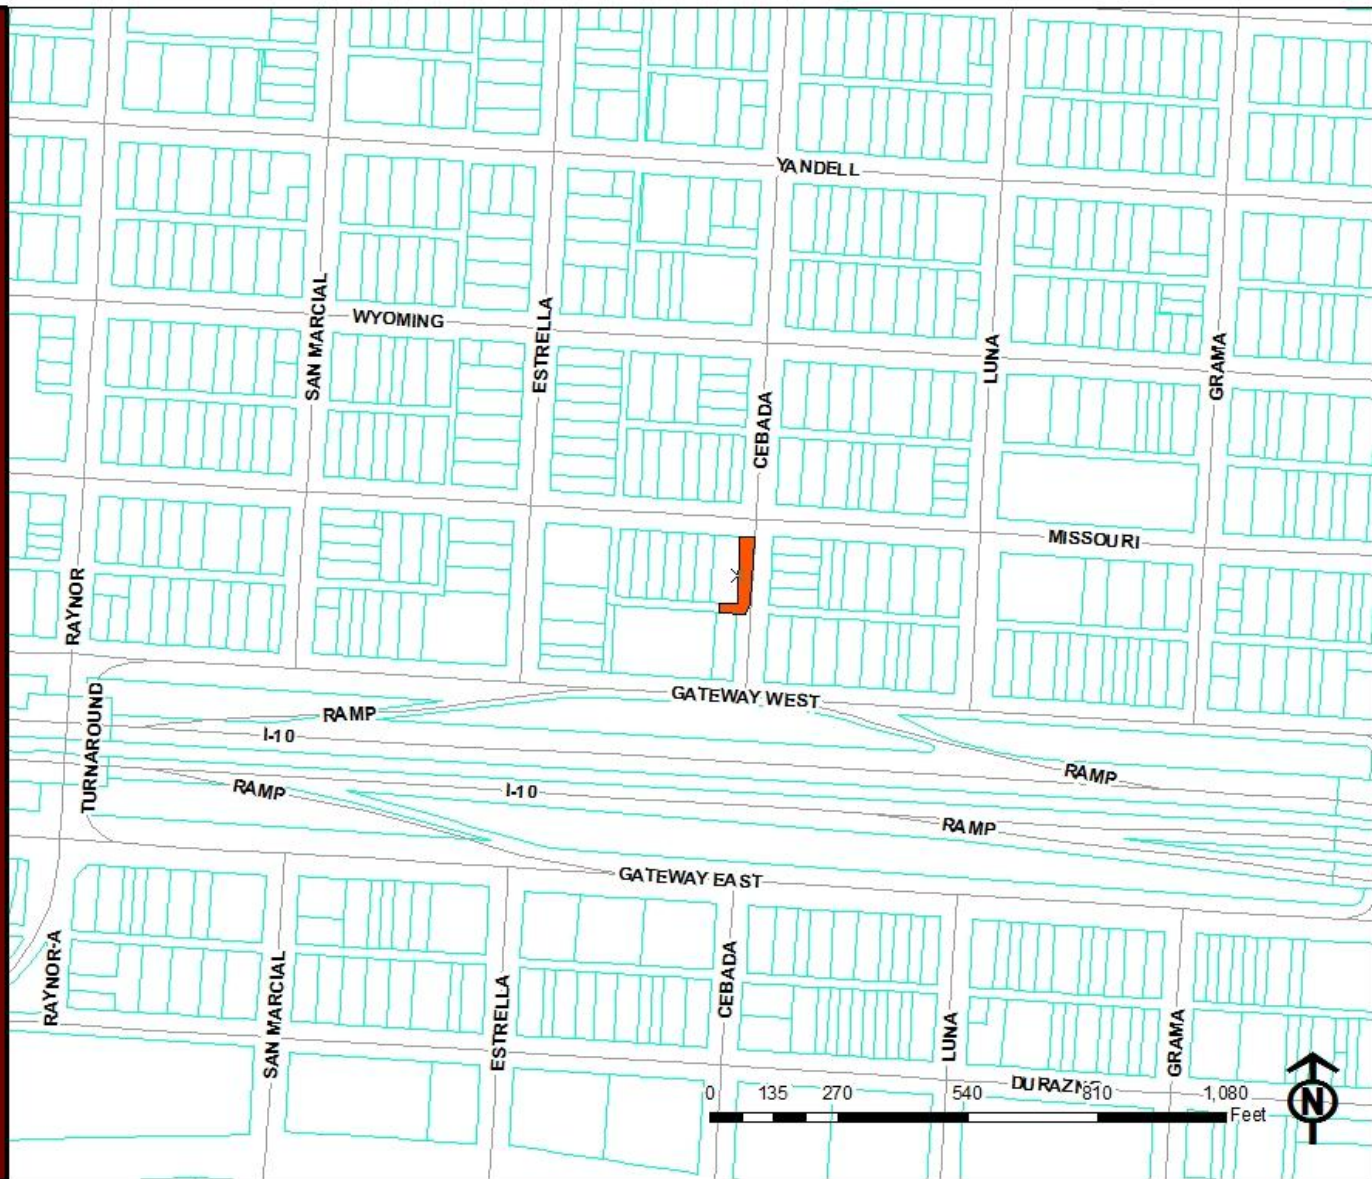 YANDELL
WYOMING
SAN MARCIAL
ESTRELLA
LUNA
GRAMA
CEBADA
MISSOURI
RAYNOR
TURNAROUND
GATEWAY WEST
RAMP
I-10
RAMP
RAMP
I-10
RAMP
GATEWAY EAST
RAYNOR-A
SAN MARCIAL
ESTRELLA
CEBADA
LUNA
GRAMA
0 135 270 540 810 1,080
Feet
N